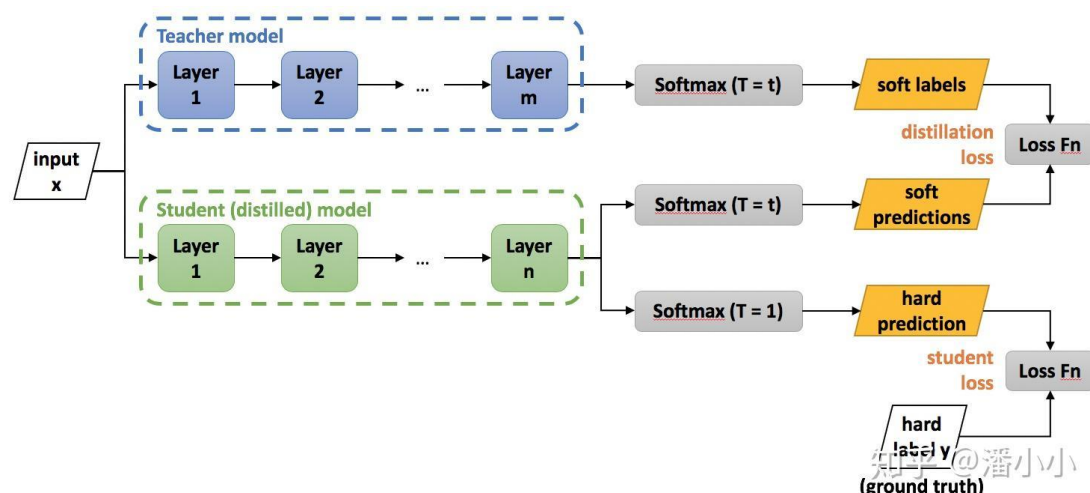 Teacher model
Layer
1
Layer
2
...
Layer
m
Softmax (T = t)
soft labels
distillation
loss
Loss Fn
input
x
Student (distilled) model
Layer
1
Layer
2
...
Layer
n
Softmax (T = t)
soft
predictions
Softmax (T = 1)
hard
prediction
student
loss
Loss Fn
hard
label y
(ground truth)
知乎 @潘小小